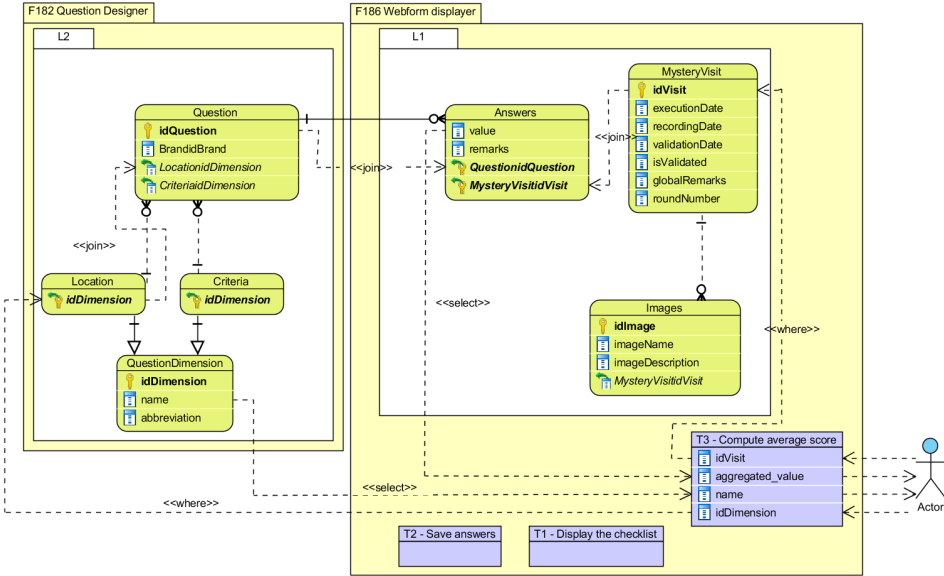 F182 Question Designer
L2
Question
idQuestion
BrandidBrand
LocationidDimension
CriteriaidDimension
<<join>>
Location
idDimension
Criteria
idDimension
QuestionDimension
idDimension
name
abbreviation
F186 Webform displayer
L1
MysteryVisit
idVisit
executionDate
recordingDate
validationDate
isValidated
globalRemarks
roundNumber
Answers
value
remarks
QuestionidQuestion
MysteryVisitidVisit
<<join>>
<<join>>
<<select>>
Images
idImage
imageName
imageDescription
MysteryVisitidVisit
<<where>>
T3 - Compute average score
idVisit
aggregated_value
name
idDimension
Actor
<<select>>
<<where>>
T2 - Save answers
T1 - Display the checklist